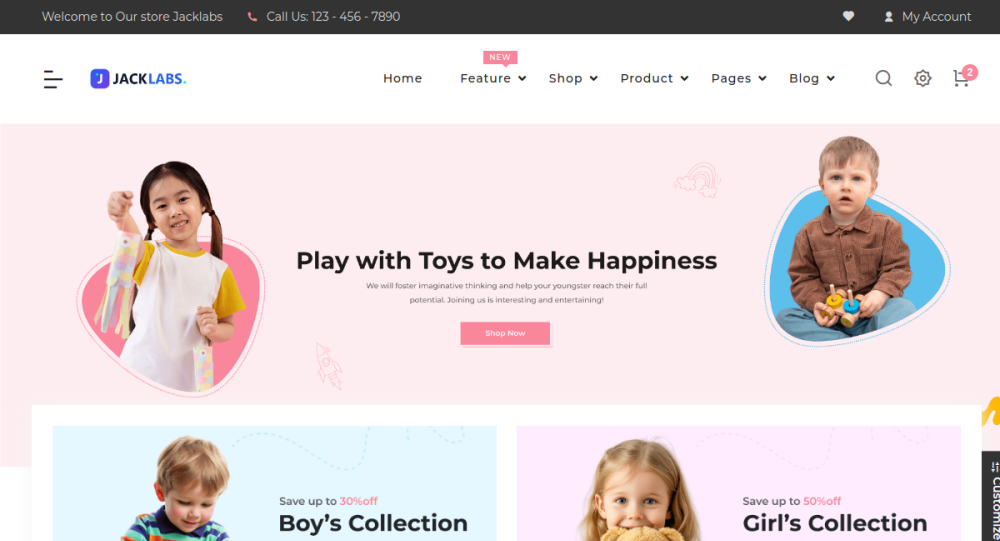 Welcome to Our store Jacklabs
Call Us: 123 - 456 - 7890
My Account
J JACKLABS.
Home
NEW
Feature
Shop
Product
Pages
Blog
2
Play with Toys to Make Happiness
We will foster imaginative thinking and help your youngster reach their full
potential. Joining us is interesting and entertaining!
Shop Now
Save up to 30%off
Boy's Collection
Save up to 50%off
Girl's Collection
Customize